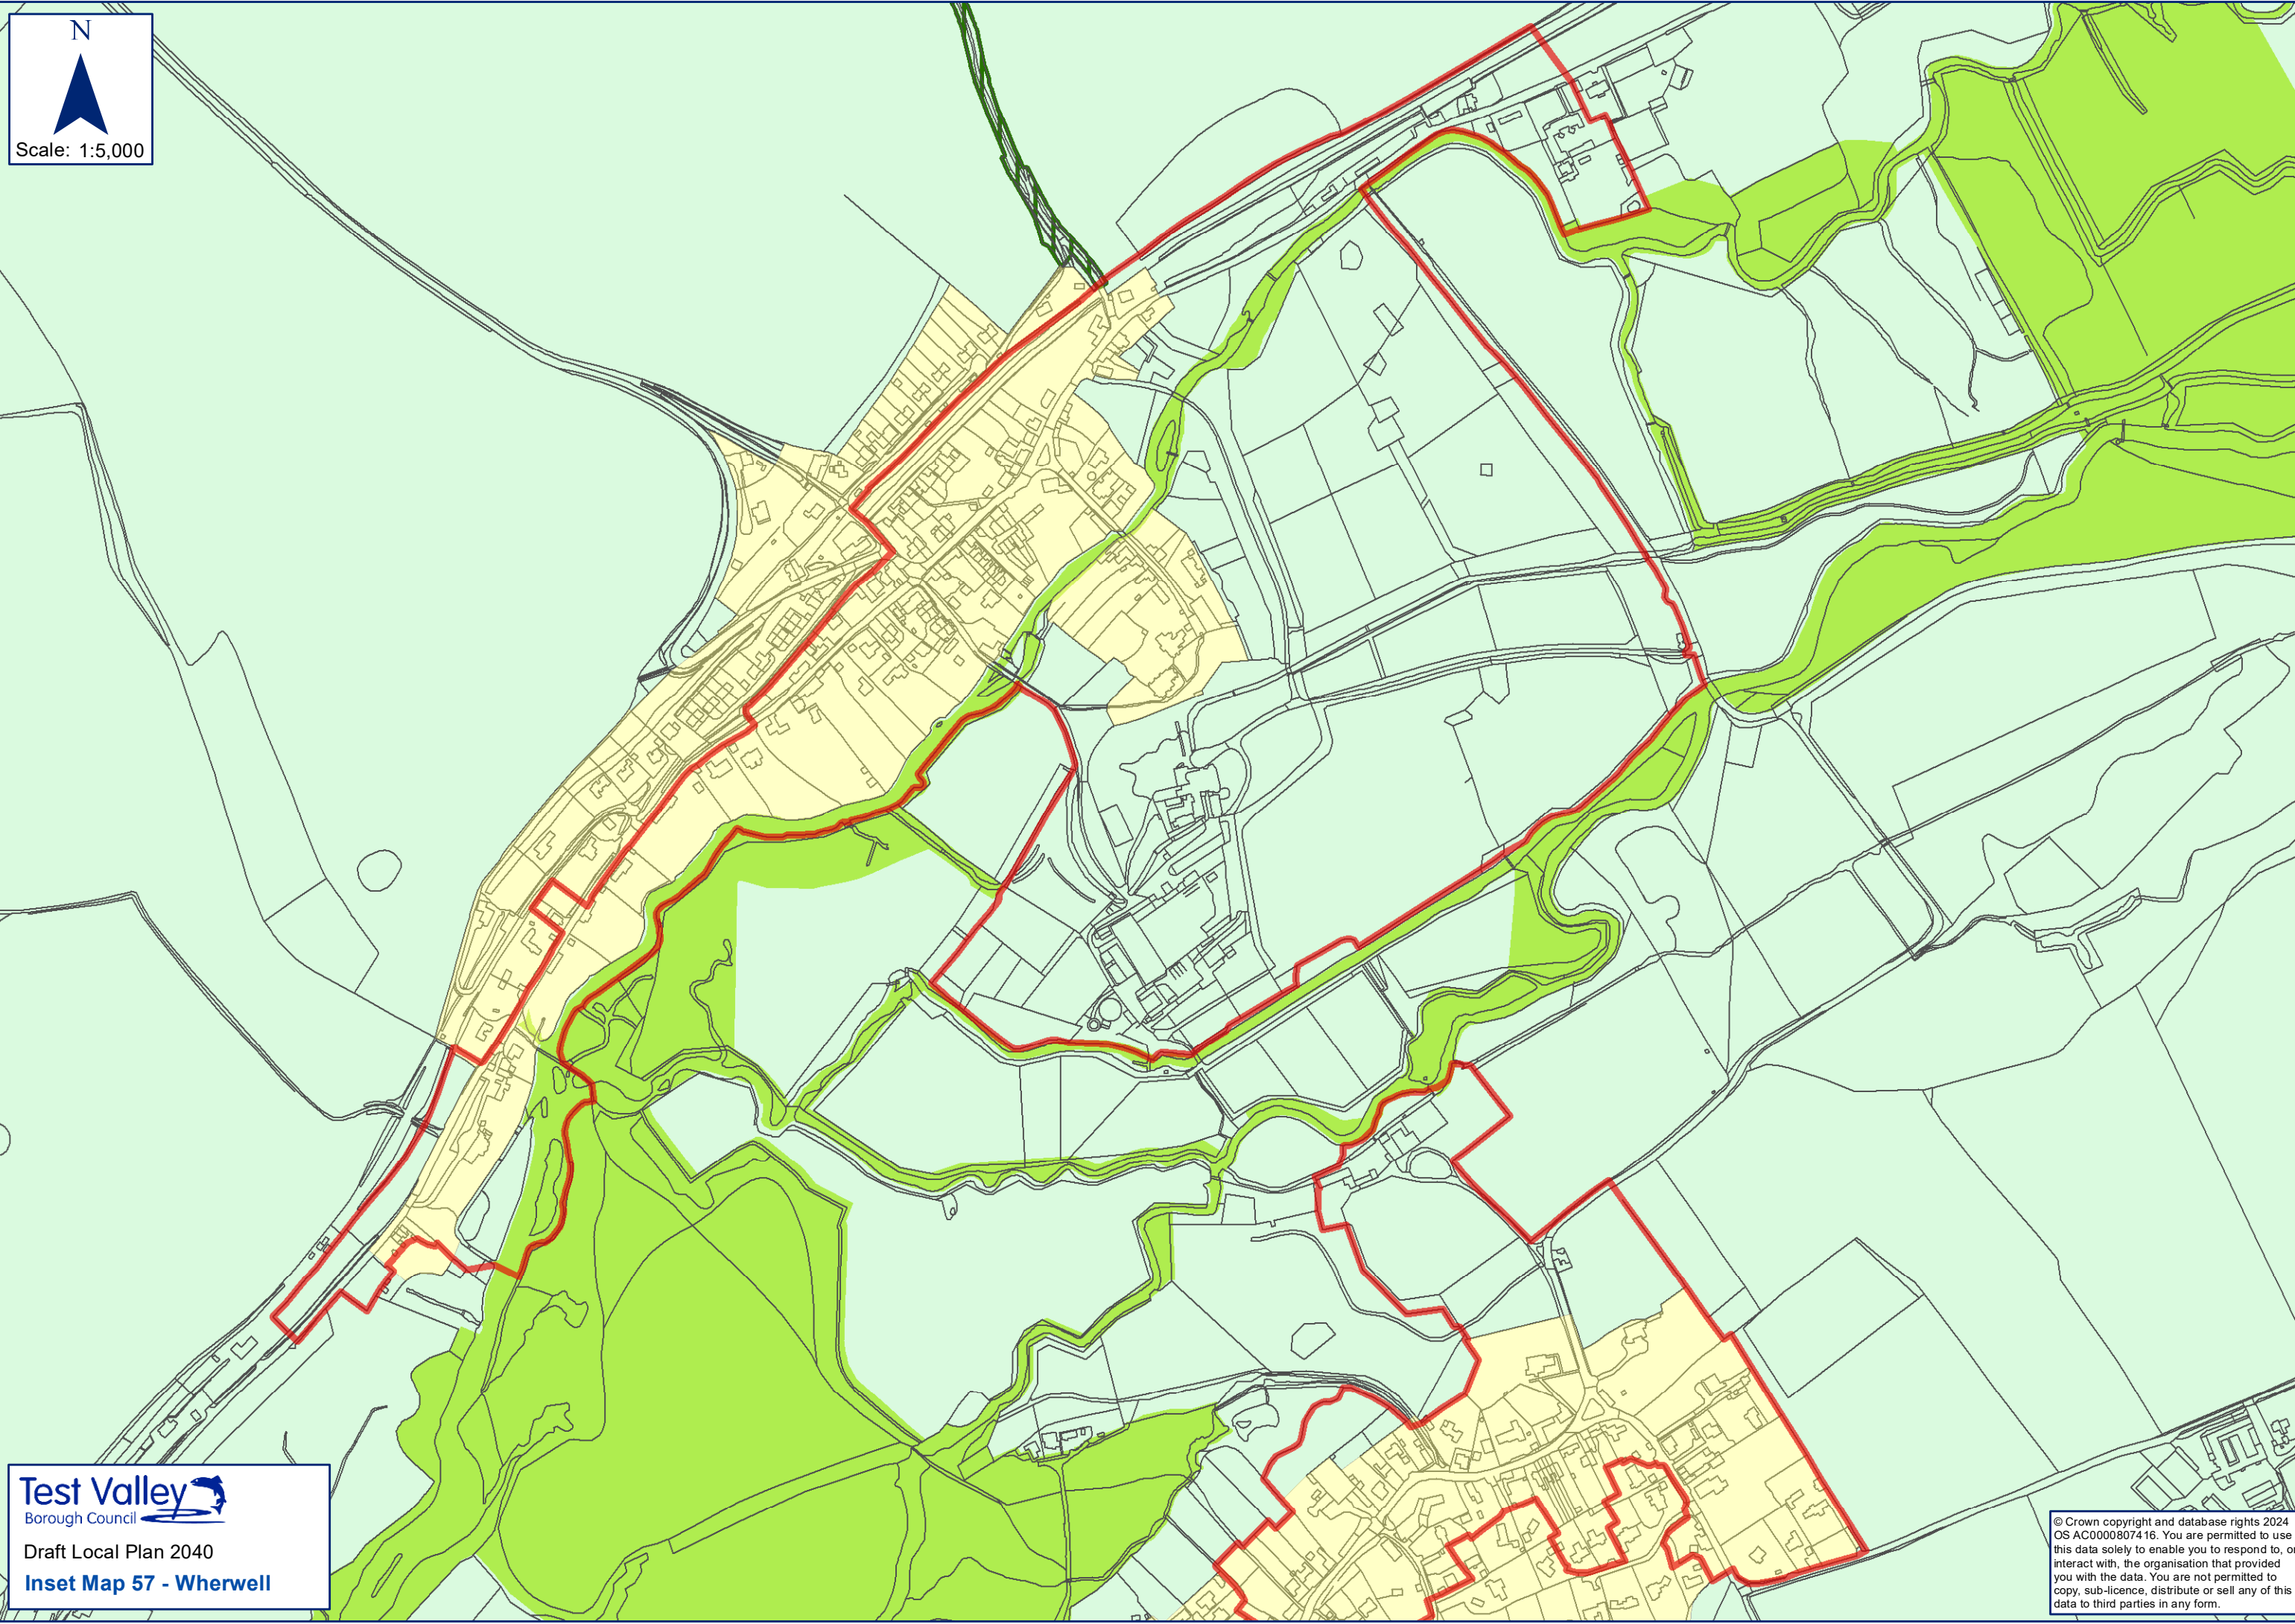 N
Scale: 1:5,000
Test Valley
Borough Council
Draft Local Plan 2040
Inset Map 57 - Wherwell
© Crown copyright and database rights 2024
OS AC0000807416. You are permitted to use
this data solely to enable you to respond to, or
interact with, the organisation that provided
you with the data. You are not permitted to
copy, sub-licence, distribute or sell any of this
data to third parties in any form.